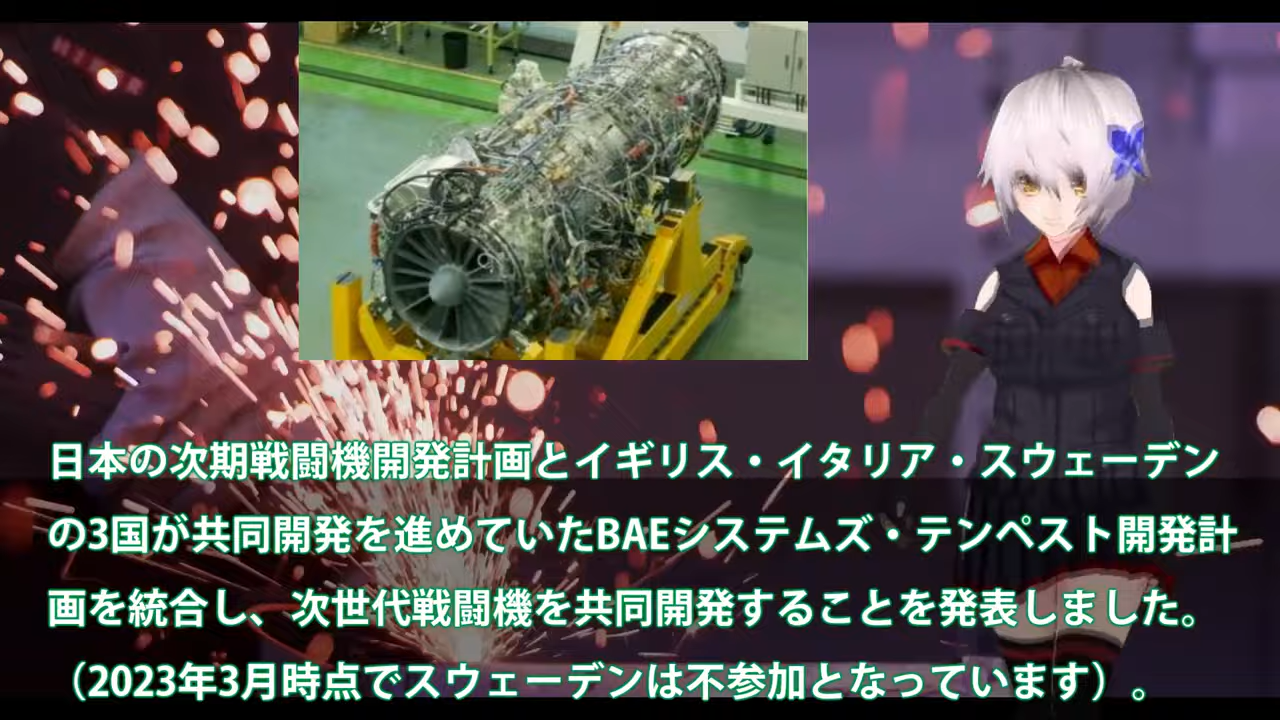 日本の次期戦闘機開発計画とイギリス・イタリア・スウェーデン
の3国が共同開発を進めていたBAEシステムズ・テンペスト開発計
画を統合し、次世代戦闘機を共同開発することを発表しました。
（2023年3月時点でスウェーデンは不参加となっています）。